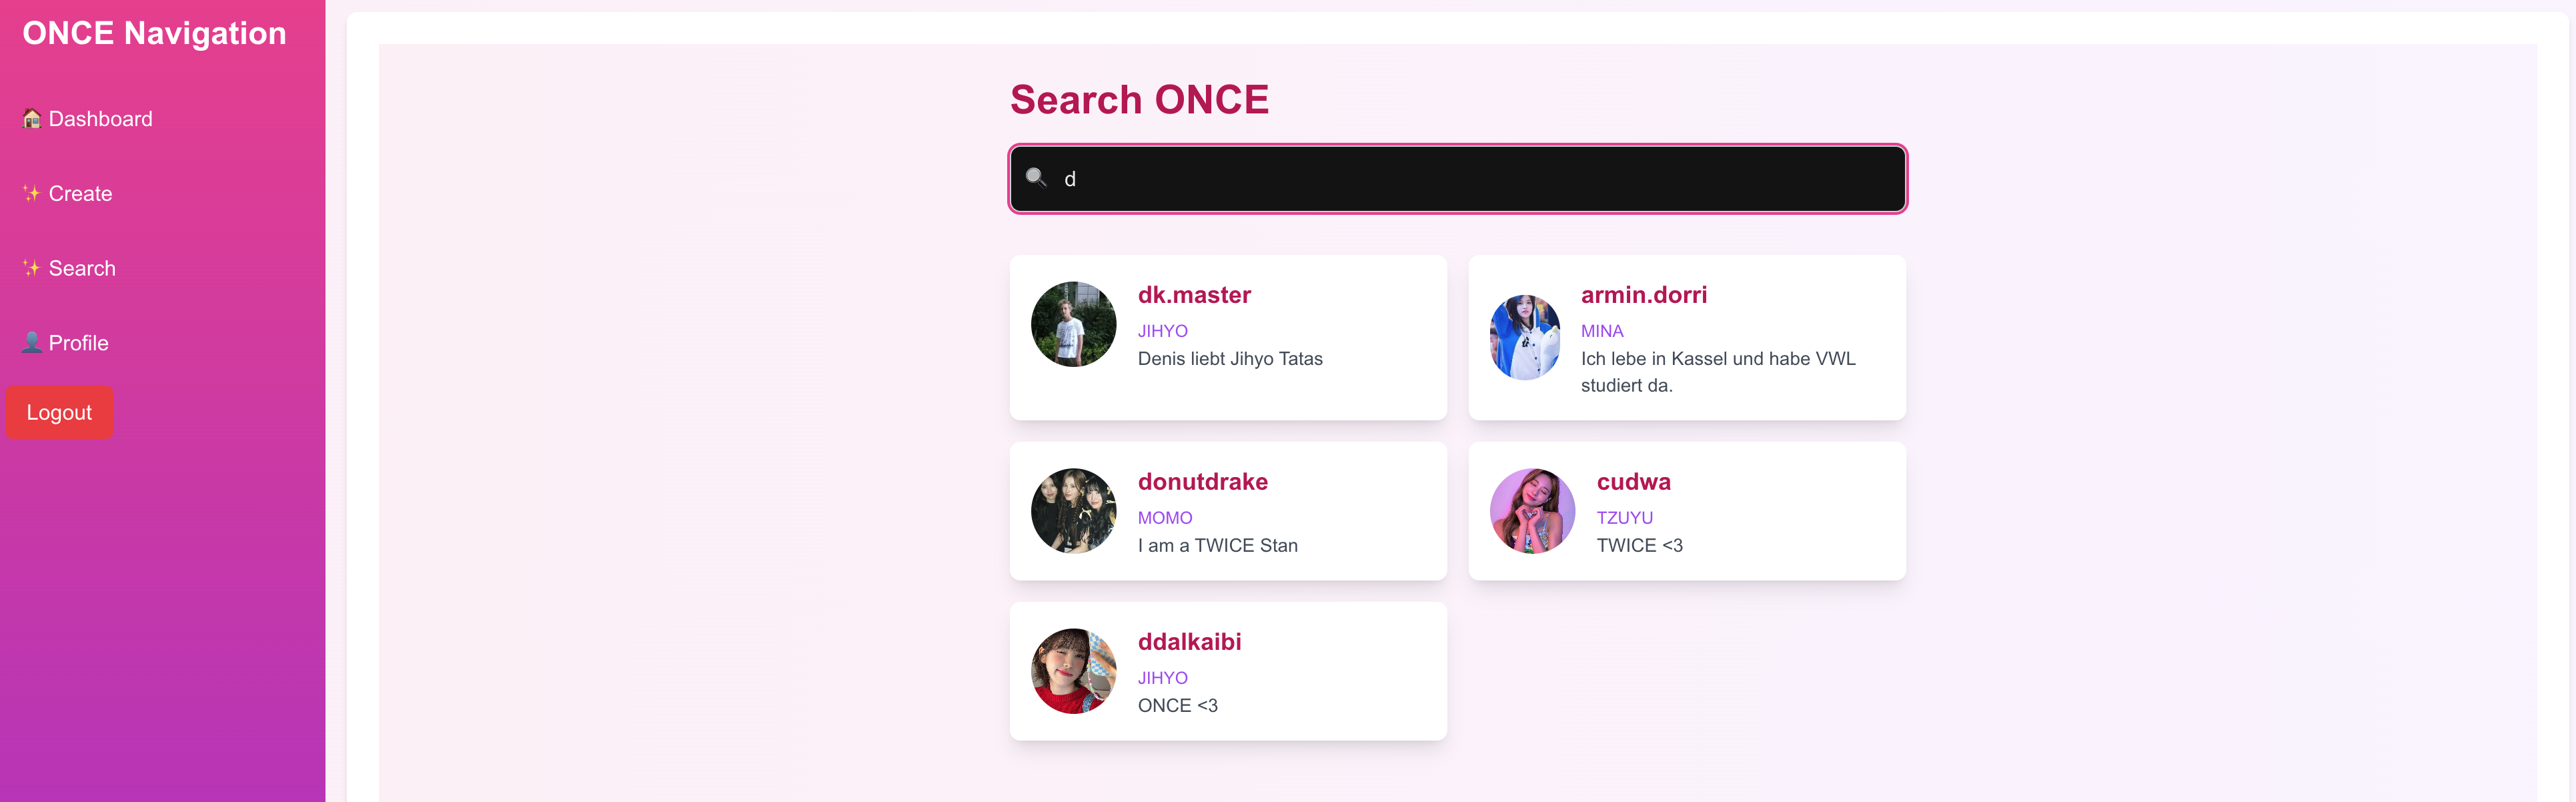 ONCE Navigation
🏠 Dashboard
✨ Create
✨ Search
👤 Profile
Logout
Search ONCE
🔍 d
dk.master
JIHYO
Denis liebt Jihyo Tatas
armin.dorri
MINA
Ich lebe in Kassel und habe VWL
studiert da.
donutdrake
MOMO
I am a TWICE Stan
cudwa
TZUYU
TWICE <3
ddalkaibi
JIHYO
ONCE <3